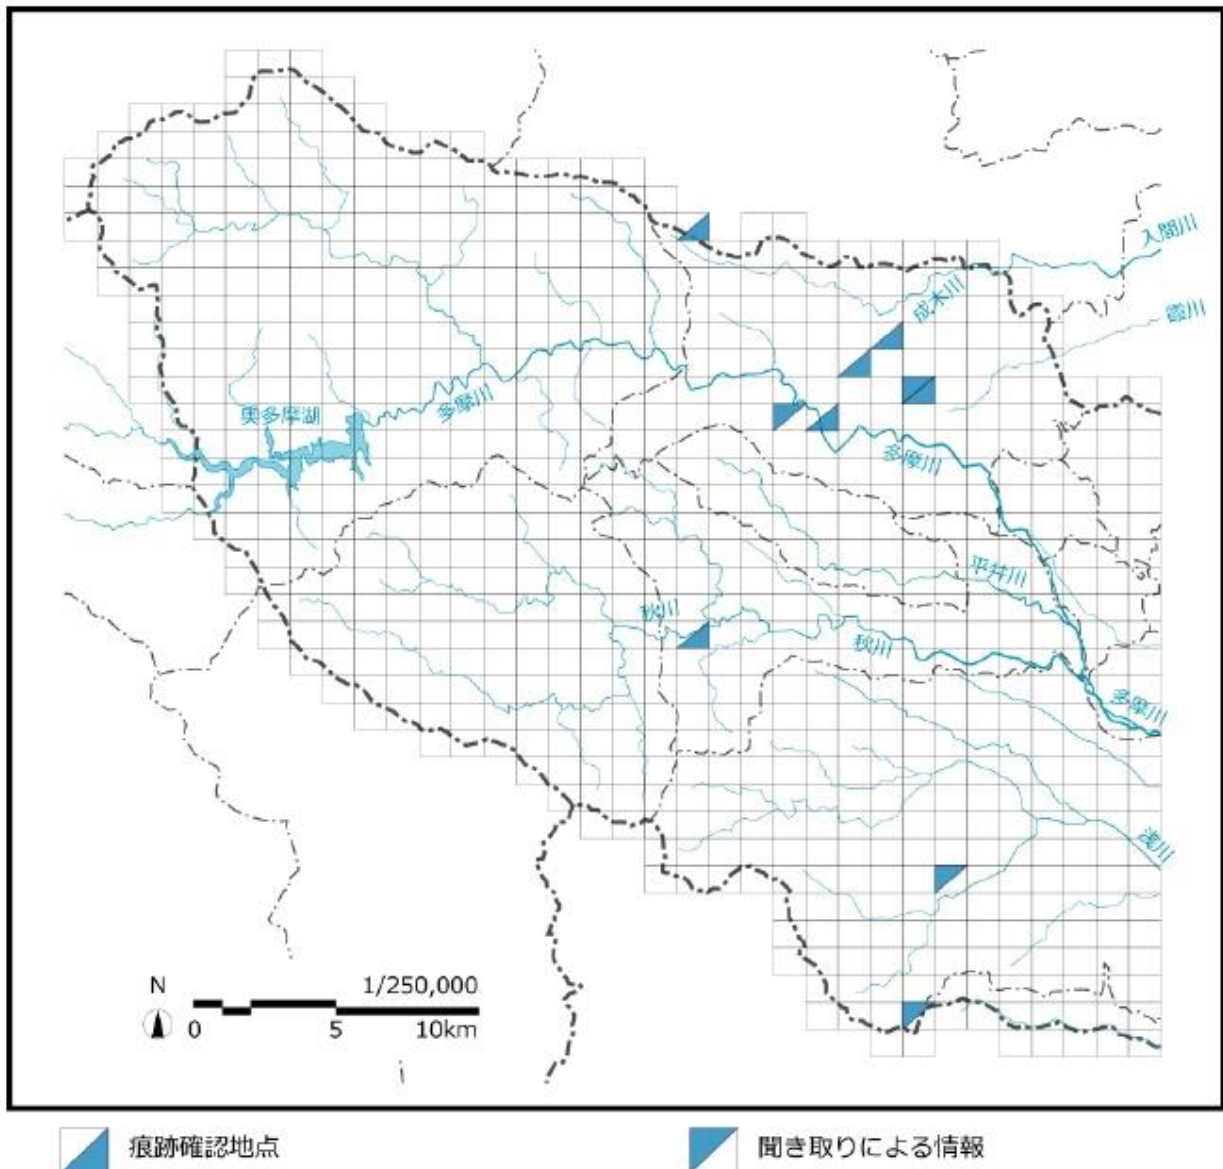 入間川
成木川
霞川
奥多摩湖
多摩川
多摩川
平井川
秋川
秋川
多摩川
浅川
N
1/250,000
0 5 10km
痕跡確認地点
聞き取りによる情報